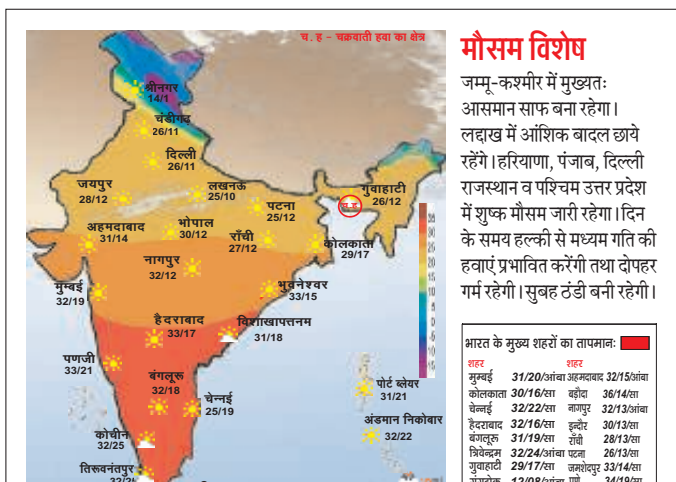 च. ह - चक्रवाती हवा का क्षेत्र
श्रीनगर
14/1
चंडीगढ़
26/11
दिल्ली
26/11
जयपुर
28/12
लखनऊ
25/10
पटना
25/12
गुवाहाटी
26/12
च. ह
अहमदाबाद
31/14
भोपाल
30/12
राँची
27/12
कोलकाता
29/17
नागपुर
32/12
मुम्बई
32/19
भुवनेश्वर
33/15
हैदराबाद
33/17
विशाखापत्तनम
31/18
पणजी
33/21
बंगलूरू
32/18
चेन्नई
25/19
पोर्ट ब्लेयर
31/21
अंडमान निकोबार
32/22
कोचीन
32/25
तिरूवनंतपुर
मौसम विशेष
जम्मू-कश्मीर में मुख्यतः
आसमान साफ बना रहेगा।
लद्दाख में आंशिक बादल छाये
रहेंगे। हरियाणा, पंजाब, दिल्ली
राजस्थान व पश्चिम उत्तर प्रदेश
में शुष्क मौसम जारी रहेगा। दिन
के समय हल्की से मध्यम गति की
हवाएं प्रभावित करेंगी तथा दोपहर
गर्म रहेगी। सुबह ठंडी बनी रहेगी।
भारत के मुख्य शहरों का तापमानः
शहर शहर
मुम्बई 31/20/आंबा अहमदाबाद 32/15/आंबा
कोलकाता 30/16/सा बड़ौदा 36/14/सा
चेन्नई 32/22/सा नागपुर 32/13/आंबा
हैदराबाद 32/16/सा इन्दौर 30/13/सा
बंगलूरू 31/19/सा राँची 28/13/सा
त्रिवेन्द्रम 32/24/आंबा पटना 26/13/सा
गुवाहाटी 29/17/सा जमशेदपुर 33/14/सा
12/08/आंबा पुणे 34/19/सा